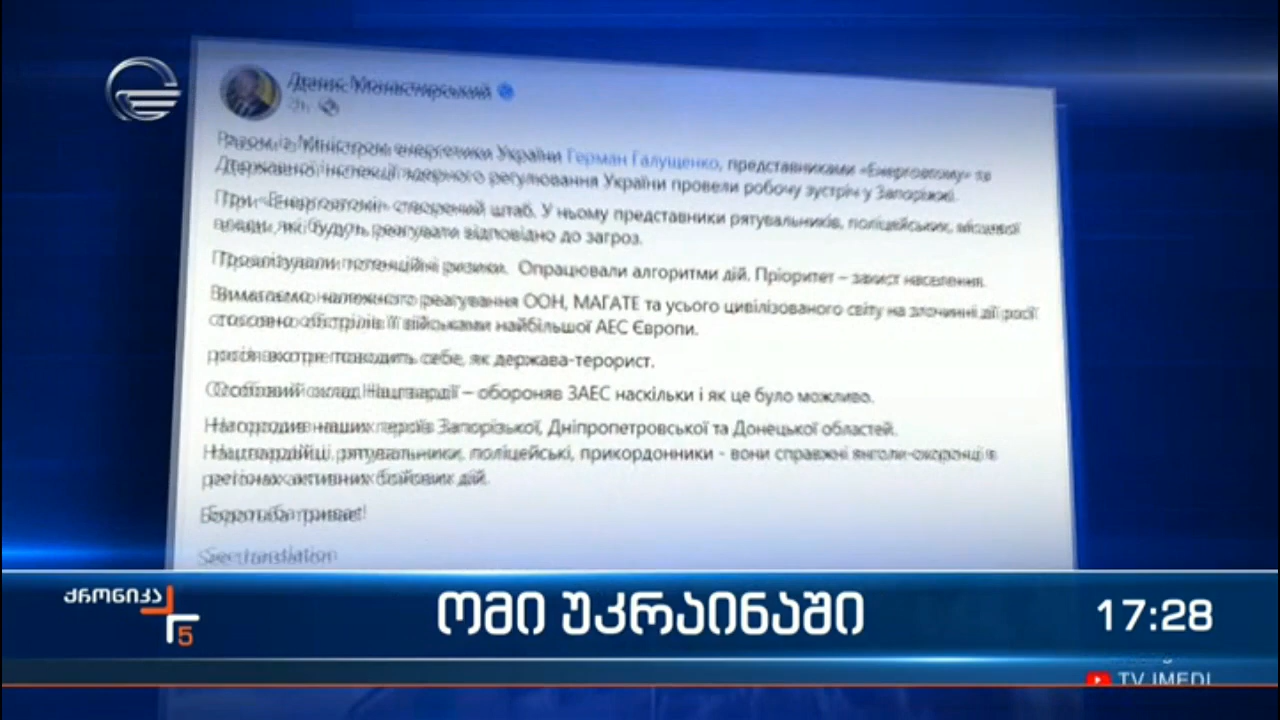 Денис Монастирський
Разом із Міністром енергетики України Герман Галущенко, представниками «Енергоатому» та
Державної інспекції ядерного регулювання України провели робочу зустріч у Запоріжжі.
При «Енергоатомі» створений штаб. У ньому представники рятувальників, поліцейських, місцевої
влади, які будуть реагувати відповідно до загроз.
Проаналізували потенційні ризики. Опрацювали алгоритми дій. Пріоритет – захист населення.
Вимагаємо належного реагування ООН, МАГАТЕ та усього цивілізованого світу на злочинні дії росії
стосовно обстрілів її військами найбільшої АЕС Європи.
росія вкотре поводить себе, як держава-терорист.
Особовий склад Нацгвардії – обороняв ЗАЕС наскільки і як це було можливо.
Нагородив наших героїв Запорізької, Дніпропетровської та Донецької областей.
Нацгвардійці, рятувальники, поліцейські, прикордонники - вони справжні янголи-охоронці в
регіонах активних бойових дій.
Боротьба триває!
See translation
ქრონიკა
5
ომი უკრაინაში
17:28
TV IMEDI